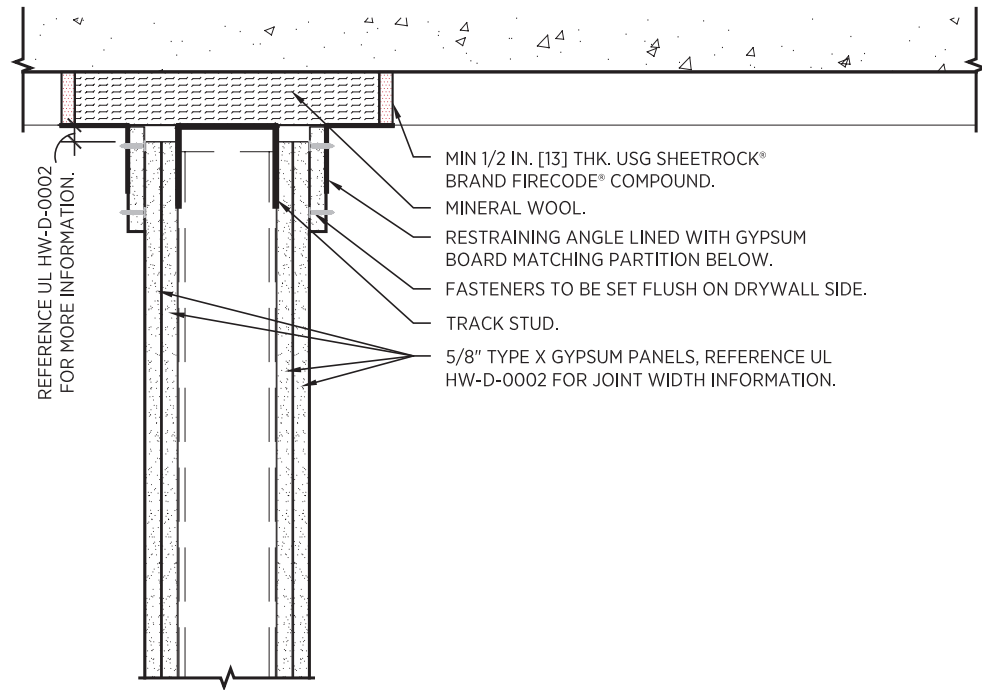 MIN 1/2 IN. [13] THK. USG SHEETROCK®
BRAND FIRECODE® COMPOUND.
MINERAL WOOL.
RESTRAINING ANGLE LINED WITH GYPSUM
BOARD MATCHING PARTITION BELOW.
FASTENERS TO BE SET FLUSH ON DRYWALL SIDE.
TRACK STUD.
5/8" TYPE X GYPSUM PANELS, REFERENCE UL
HW-D-0002 FOR JOINT WIDTH INFORMATION.
REFERENCE UL HW-D-0002
FOR MORE INFORMATION.